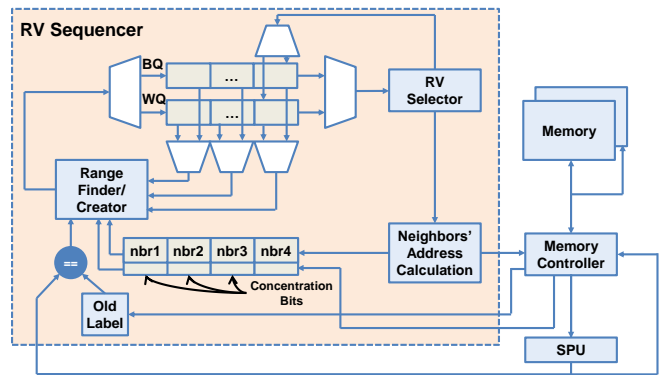 RV Sequencer
BQ
...
WQ
...
RV
Selector
Memory
Range
Finder/
Creator
nbr1 nbr2 nbr3 nbr4
Neighbors'
Address
Calculation
Memory
Controller
==
Concentration
Bits
Old
Label
SPU